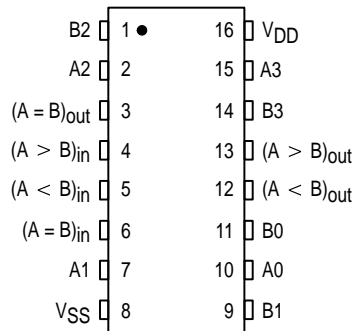 B2 1 16 VDD
A2 2 15 A3
(A = B)out 3 14 B3
(A > B)in 4 13 (A > B)out
(A < B)in 5 12 (A < B)out
(A = B)in 6 11 B0
A1 7 10 A0
VSS 8 9 B1